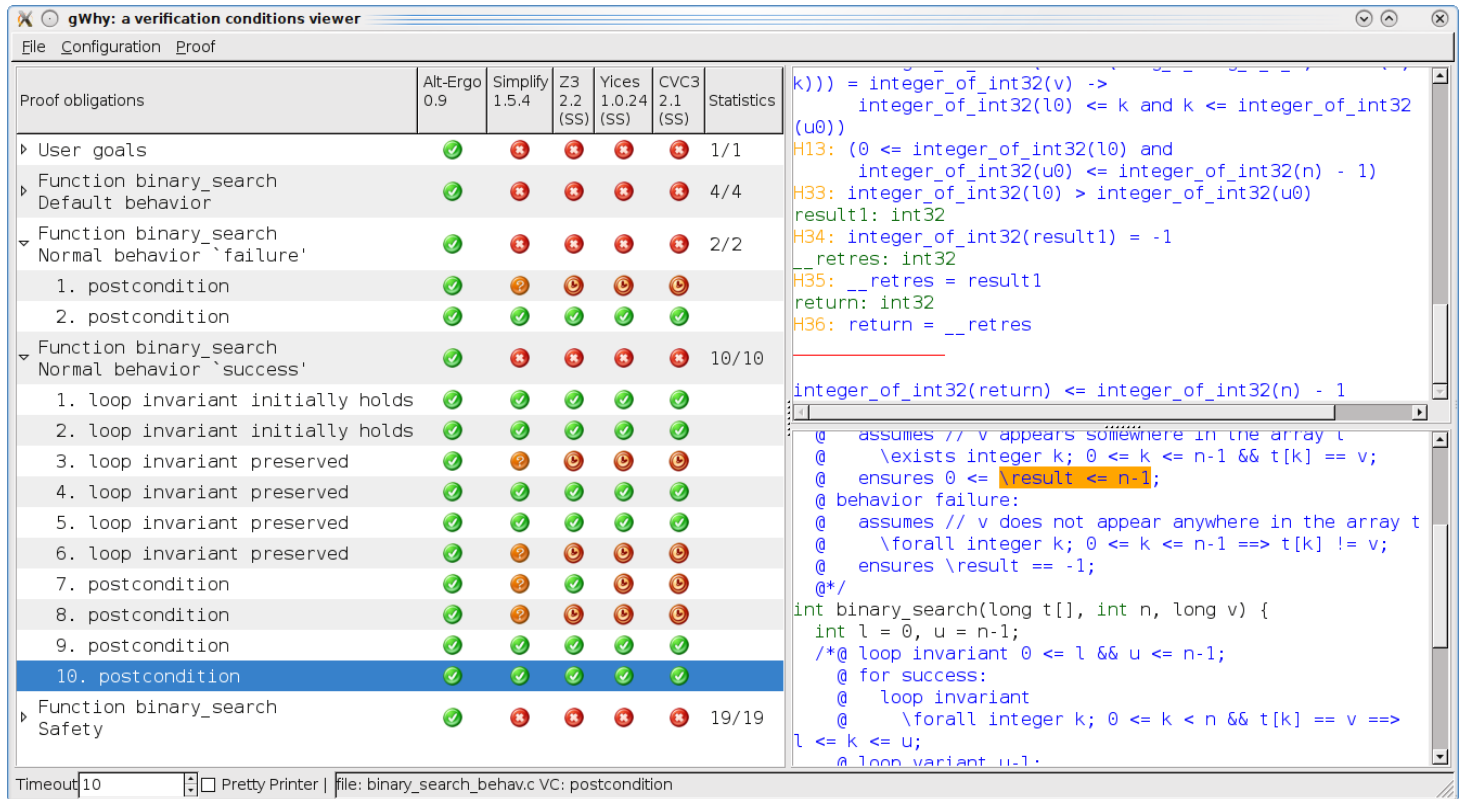 gWhy: a verification conditions viewer
File Configuration Proof
Proof obligations
Alt-Ergo 0.9
Simplify 1.5.4
Z3 2.2 (SS)
Yices 1.0.24 (SS)
CVC3 2.1 (SS)
Statistics
User goals 1/1
Function binary_search
Default behavior 4/4
Function binary_search
Normal behavior `failure' 2/2
1. postcondition
2. postcondition
Function binary_search
Normal behavior `success' 10/10
1. loop invariant initially holds
2. loop invariant initially holds
3. loop invariant preserved
4. loop invariant preserved
5. loop invariant preserved
6. loop invariant preserved
7. postcondition
8. postcondition
9. postcondition
10. postcondition
Function binary_search
Safety 19/19
k))) = integer_of_int32(v) ->
integer_of_int32(l0) <= k and k <= integer_of_int32
(u0))
H13: (0 <= integer_of_int32(l0) and
integer_of_int32(u0) <= integer_of_int32(n) - 1)
H33: integer_of_int32(l0) > integer_of_int32(u0)
result1: int32
H34: integer_of_int32(result1) = -1
__retres: int32
H35: __retres = result1
return: int32
H36: return = __retres
integer_of_int32(return) <= integer_of_int32(n) - 1
@ assumes // v appears somewhere in the array t
@ \exists integer k; 0 <= k <= n-1 && t[k] == v;
@ ensures 0 <= \result <= n-1;
@ behavior failure:
@ assumes // v does not appear anywhere in the array t
@ \forall integer k; 0 <= k <= n-1 ==> t[k] != v;
@ ensures \result == -1;
@*/
int binary_search(long t[], int n, long v) {
int l = 0, u = n-1;
/*@ loop invariant 0 <= l && u <= n-1;
@ for success:
@ loop invariant
@ \forall integer k; 0 <= k < n && t[k] == v ==>
l <= k <= u;
@ loop variant u-l;
Timeout 10 Pretty Printer | file: binary_search_behav.c VC: postcondition